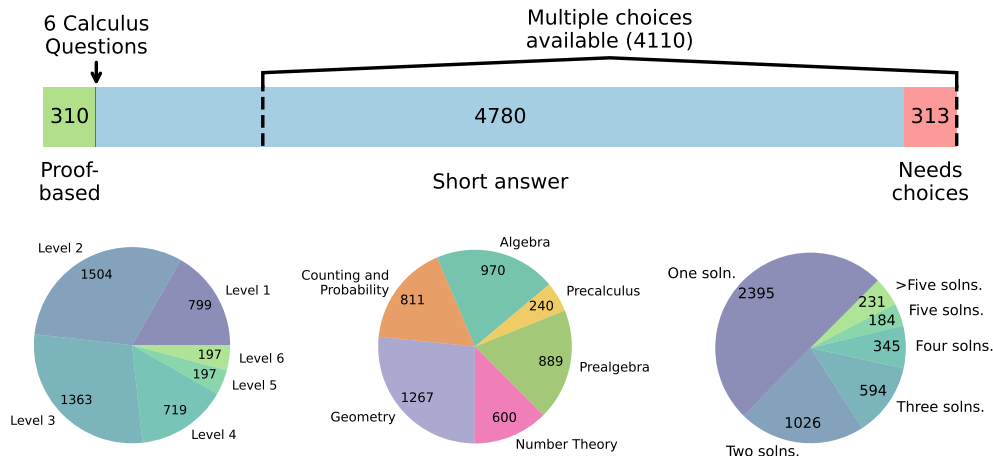 6 Calculus
Questions
Multiple choices
available (4110)
310
4780
313
Proof-
based
Short answer
Needs
choices
Level 2
1504
Level 1
799
197
Level 6
197
Level 5
719
Level 4
1363
Level 3
Algebra
970
Counting and
Probability
811
Precalculus
240
889
Prealgebra
1267
Geometry
600
Number Theory
One soln.
2395
>Five solns.
231
Five solns.
184
345
Four solns.
594
Three solns.
1026
Two solns.